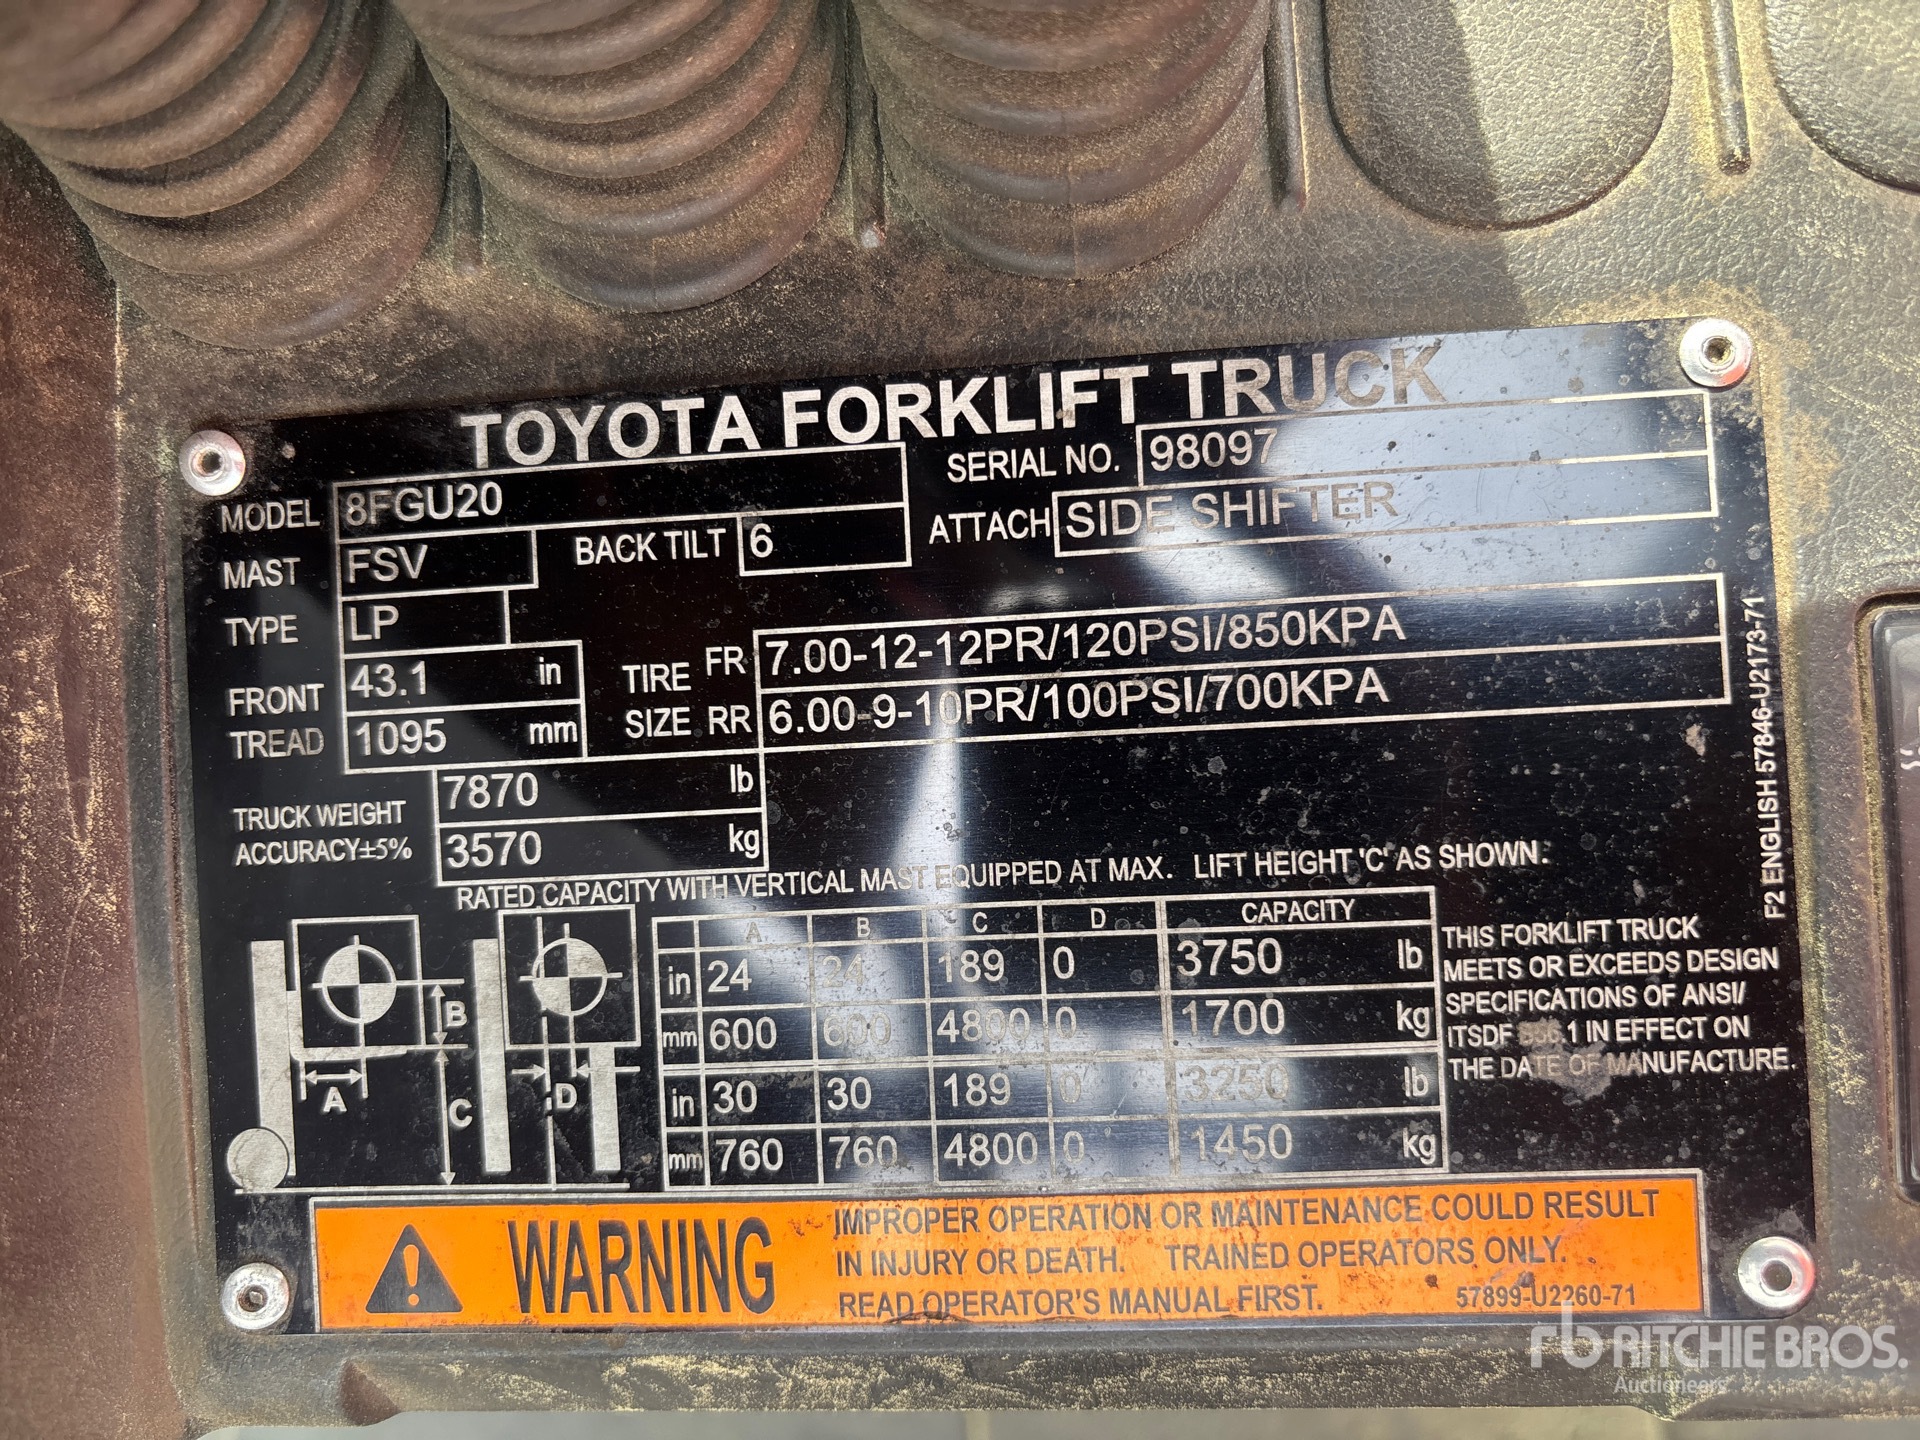 TOYOTA FORKLIFT TRUCK
MODEL 8FGU20 SERIAL NO. 98097
MAST FSV BACK TILT 6 ATTACH SIDE SHIFTER
TYPE LP
FRONT TREAD 43.1 in
1095 mm
TIRE SIZE FR 7.00-12-12PR/120PSI/850KPA
RR 6.00-9-10PR/100PSI/700KPA
TRUCK WEIGHT 7870 lb
ACCURACY±5% 3570 kg
RATED CAPACITY WITH VERTICAL MAST EQUIPPED AT MAX. LIFT HEIGHT 'C' AS SHOWN.
A B C D CAPACITY
in 24 24 189 0 3750 lb
mm 600 600 4800 0 1700 kg
in 30 30 189 0 3250 lb
mm 760 760 4800 0 1450 kg
B
A
C
D
THIS FORKLIFT TRUCK
MEETS OR EXCEEDS DESIGN
SPECIFICATIONS OF ANSI/
ITSDF B56.1 IN EFFECT ON
THE DATE OF MANUFACTURE.
F2 ENGLISH 57846-U2173-71
WARNING
IMPROPER OPERATION OR MAINTENANCE COULD RESULT
IN INJURY OR DEATH. TRAINED OPERATORS ONLY.
READ OPERATOR'S MANUAL FIRST. 57899-U2260-71
rb RITCHIE BROS.
Auctioneers